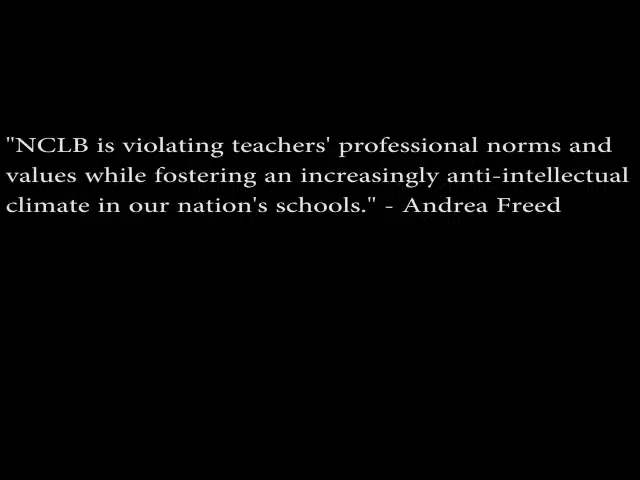 "NCLB is violating teachers' professional norms and
values while fostering an increasingly anti-intellectual
climate in our nation's schools." - Andrea Freed